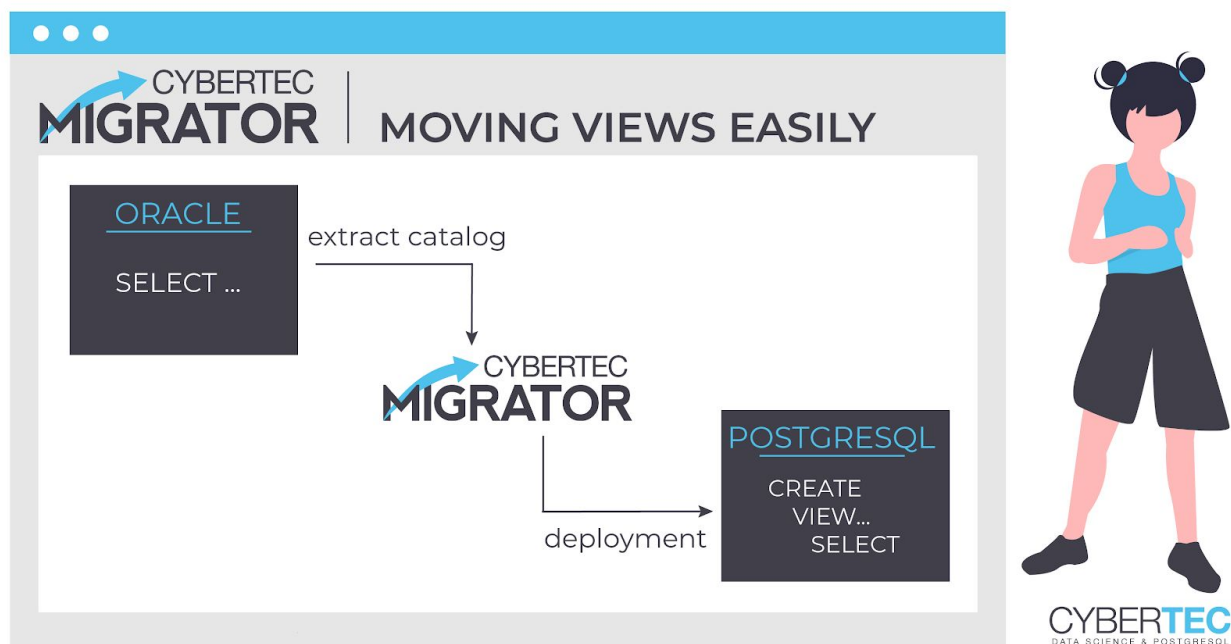 CYBERTEC
MIGRATOR
MOVING VIEWS EASILY
ORACLE
SELECT ...
extract catalog
CYBERTEC
MIGRATOR
POSTGRESQL
CREATE
VIEW...
SELECT
deployment
CYBERTEC
DATA SCIENCE & POSTGRESQL